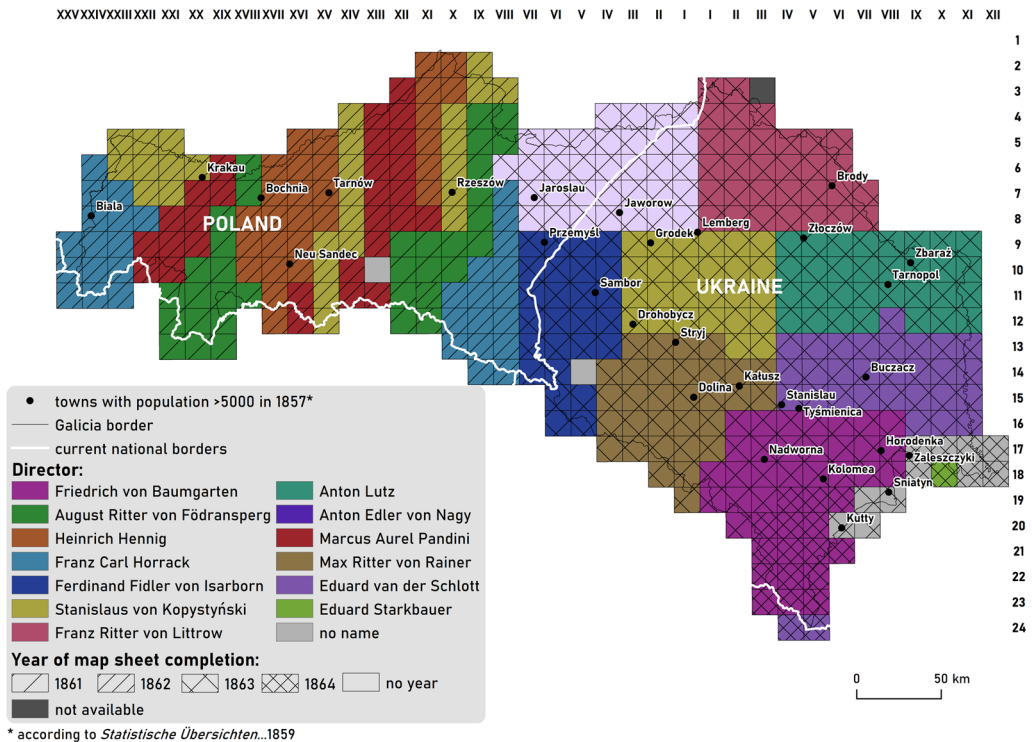 XXV XXIV XXIII XXII XXI XX XIX XVIII XVII XVI XV XIV XIII XII XI X IX VIII VII VI V IV III II I I II III IV V VI VII VIII IX X XI XII
1
2
3
4
5
6
7
8
9
10
11
12
13
14
15
16
17
18
19
20
21
22
23
24
Krakau
Bochnia
Tarnów
Rzeszów
Jaroslau
Brody
Biala
POLAND
Jaworow
Lemberg
Neu Sandec
Przemyśl
Grodek
Złoczów
Zbaraż
Tarnopol
Sambor
UKRAINE
Drohobycz
Stryj
Dolina
Kałusz
Buczacz
Stanislau
Tyśmienica
Nadworna
Horodenka
Zaleszczyki
Kolomea
Sniatyn
Kutty
towns with population >5000 in 1857*
Galicia border
current national borders
Director:
Friedrich von Baumgarten
August Ritter von Födransperg
Heinrich Hennig
Franz Carl Horrack
Ferdinand Fidler von Isarborn
Stanislaus von Kopystyński
Franz Ritter von Littrow
Anton Lutz
Anton Edler von Nagy
Marcus Aurel Pandini
Max Ritter von Rainer
Eduard van der Schlott
Eduard Starkbauer
no name
Year of map sheet completion:
1861 1862 1863 1864 no year
not available
0 50 km
* according to Statistische Übersichten...1859